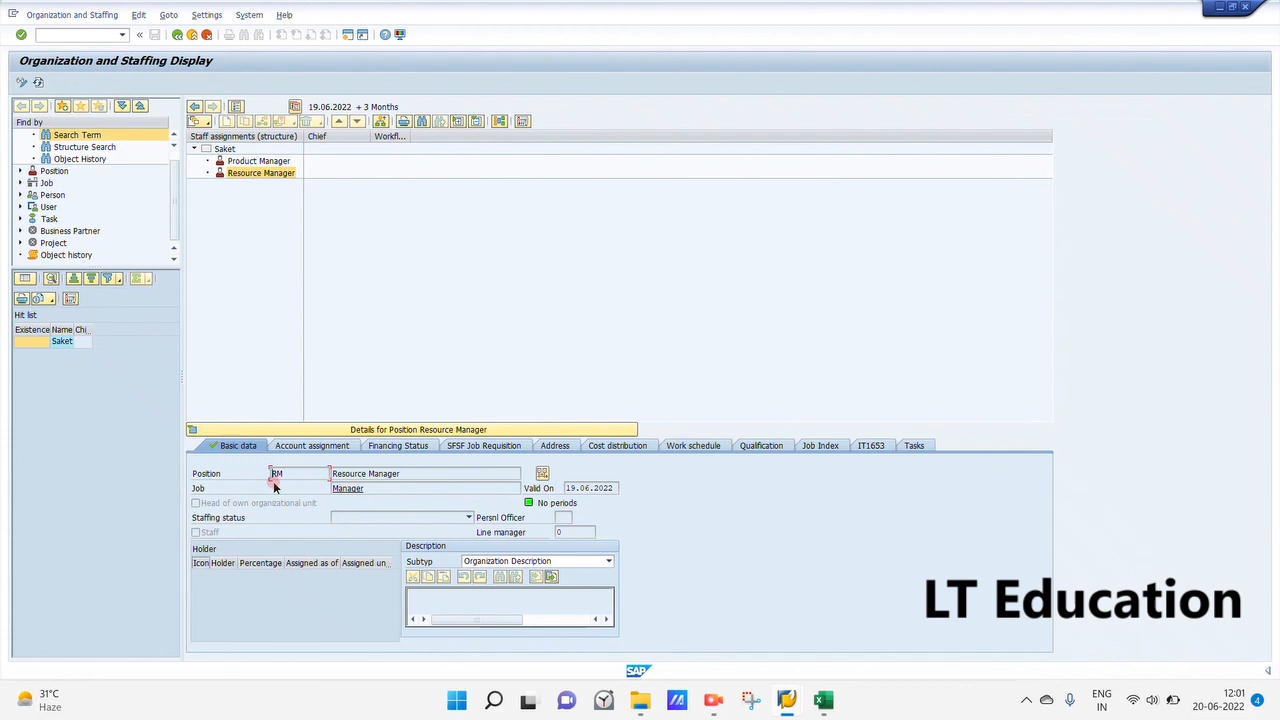 Organization and Staffing Edit Goto Settings System Help
Organization and Staffing Display
19.06.2022 + 3 Months
Find by
Search Term
Structure Search
Object History
Position
Job
Person
User
Task
Business Partner
Project
Object history
Staff assignments (structure) Chief Workfl...
Saket
Product Manager
Resource Manager
Hit list
Existence Name Chi...
Saket
Details for Position Resource Manager
Basic data Account assignment Financing Status SFSF Job Requisition Address Cost distribution Work schedule Qualification Job Index IT1653 Tasks
Position RM Resource Manager
Job Manager Valid On 19.06.2022
Head of own organizational unit No periods
Staffing status Persnl Officer
Staff Line manager 0
Holder
Icon Holder Percentage Assigned as of Assigned un...
Description
Subtyp Organization Description
LT Education
SAP
31°C
Haze
ENG
IN
12:01
20-06-2022
4